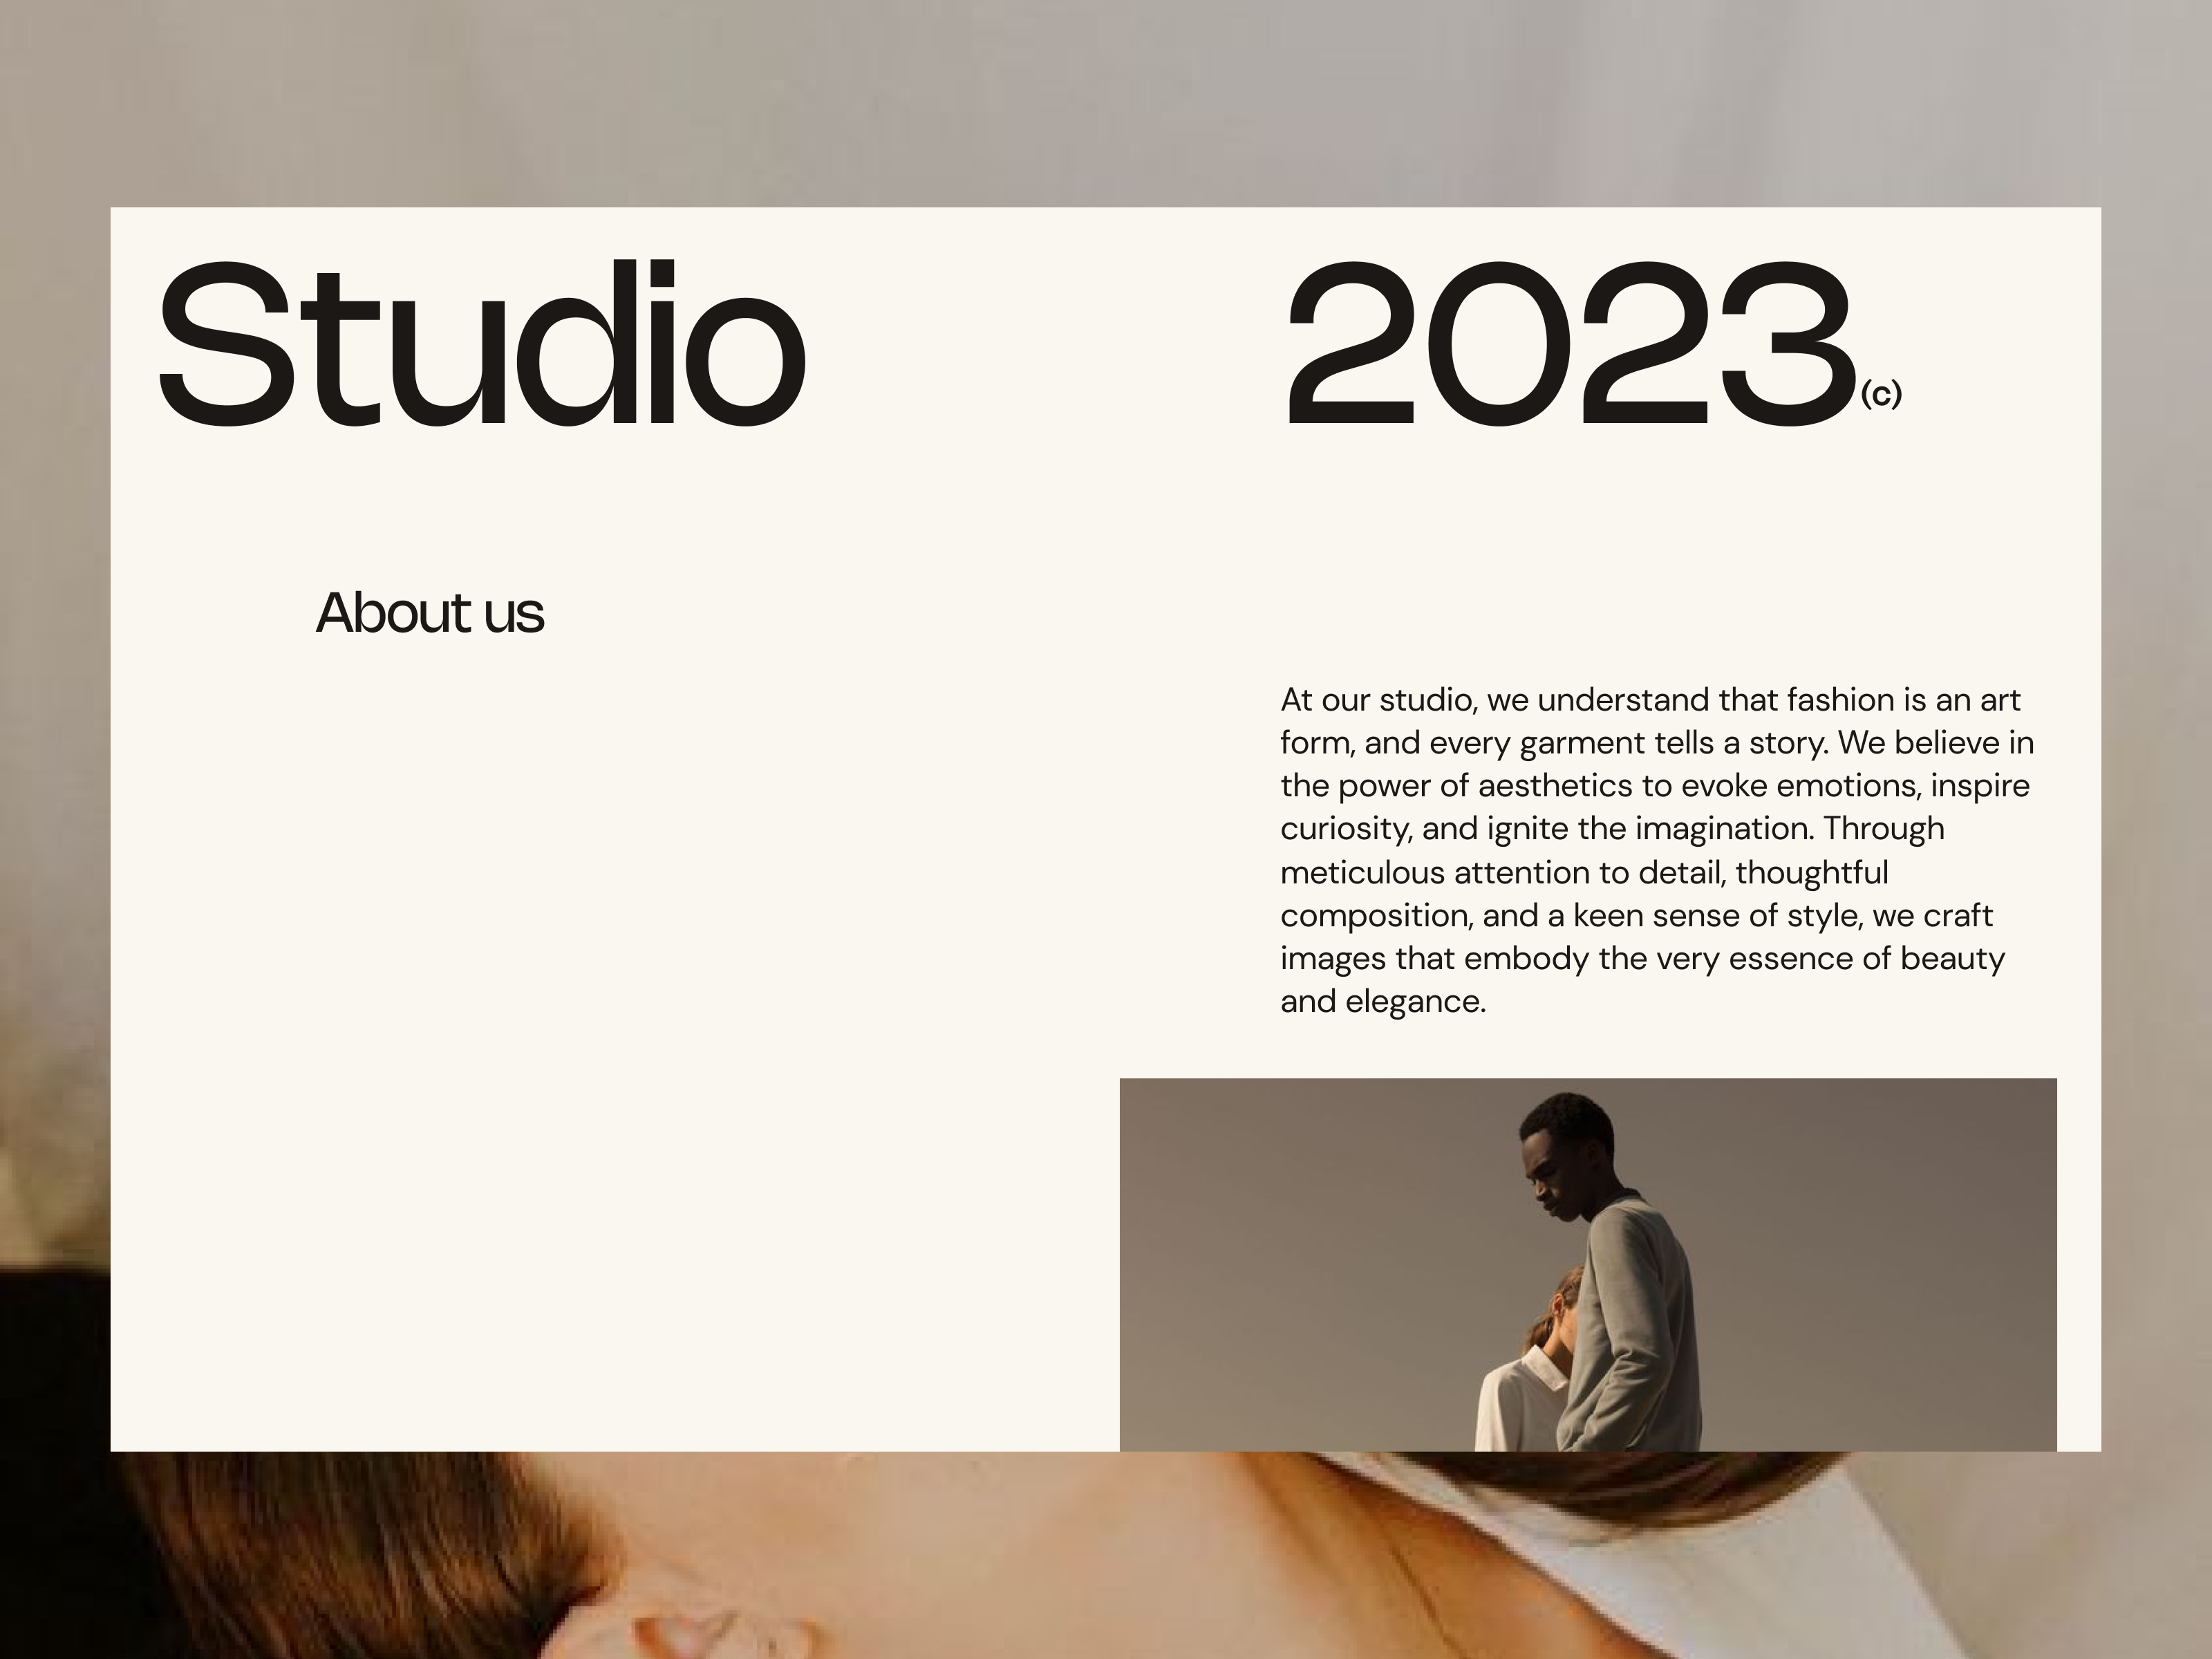 Studio
2023(c)
About us
At our studio, we understand that fashion is an art
form, and every garment tells a story. We believe in
the power of aesthetics to evoke emotions, inspire
curiosity, and ignite the imagination. Through
meticulous attention to detail, thoughtful
composition, and a keen sense of style, we craft
images that embody the very essence of beauty
and elegance.